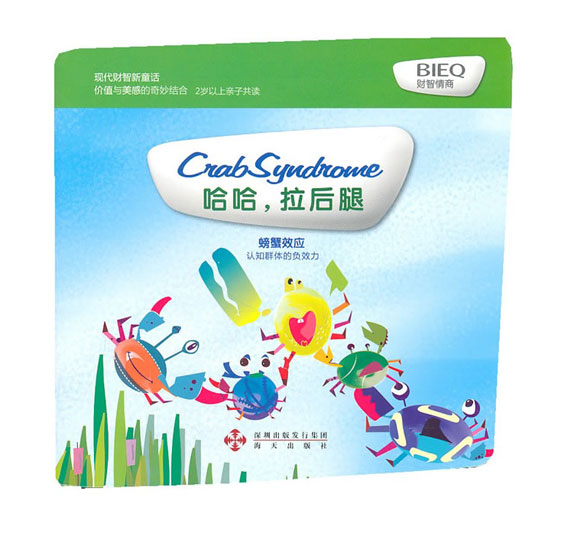 现代财智新童话
价值与美感的奇妙结合 2岁以上亲子共读
BIEQ
财智情商
Crab Syndrome
哈哈，拉后腿
螃蟹效应
认知群体的负效力
深圳出版发行集团
海天出版社